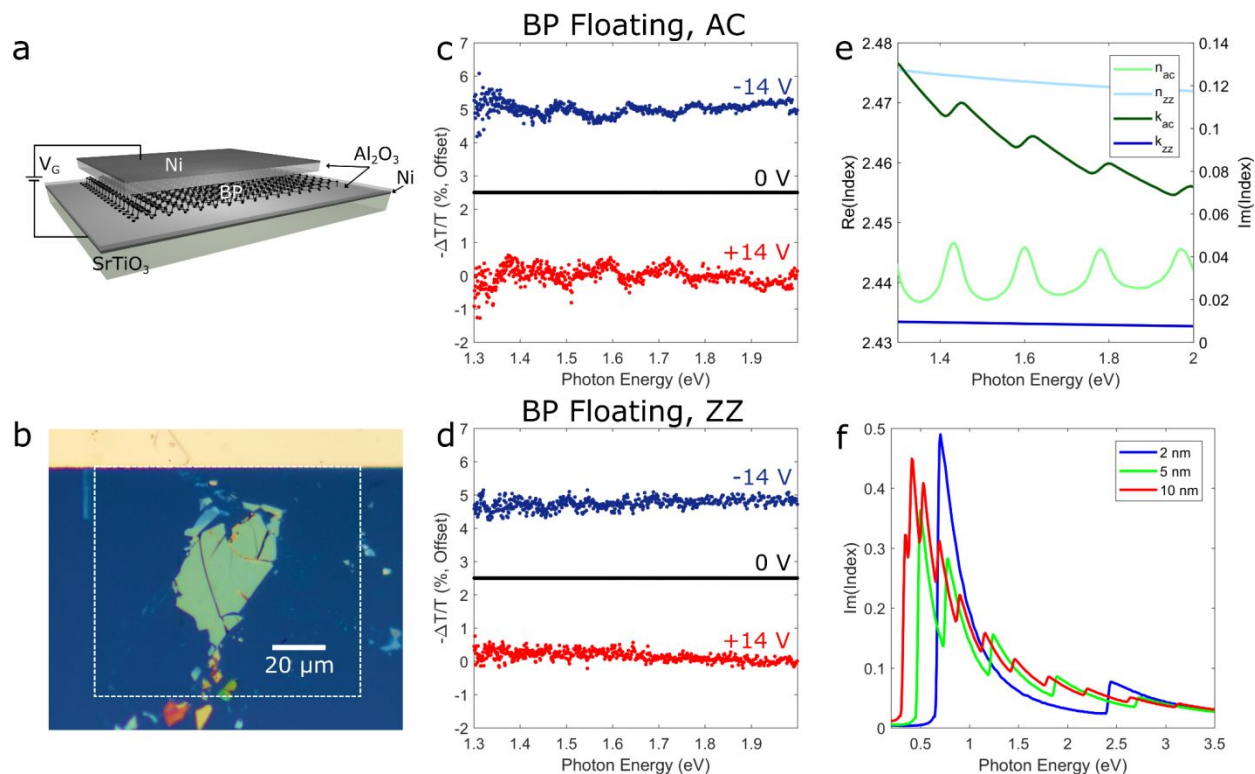 a
V_G
Ni
Al₂O₃
BP
Ni
SrTiO₃
b
20 µm
BP Floating, AC
c
7
6
5
4
3
2
1
0
-1
-2
-ΔT/T (%, Offset)
-14 V
0 V
+14 V
1.3 1.4 1.5 1.6 1.7 1.8 1.9
Photon Energy (eV)
BP Floating, ZZ
d
7
6
5
4
3
2
1
0
-1
-2
-ΔT/T (%, Offset)
-14 V
0 V
+14 V
1.3 1.4 1.5 1.6 1.7 1.8 1.9
Photon Energy (eV)
e
2.48
2.47
2.46
2.45
2.44
2.43
Re(Index)
n_ac
n_zz
k_ac
k_zz
0.14
0.12
0.10
0.08
0.06
0.04
0.02
0
Im(Index)
1.4 1.6 1.8 2
Photon Energy (eV)
f
0.5
0.4
0.3
0.2
0.1
0
Im(Index)
2 nm
5 nm
10 nm
0.5 1 1.5 2 2.5 3 3.5
Photon Energy (eV)